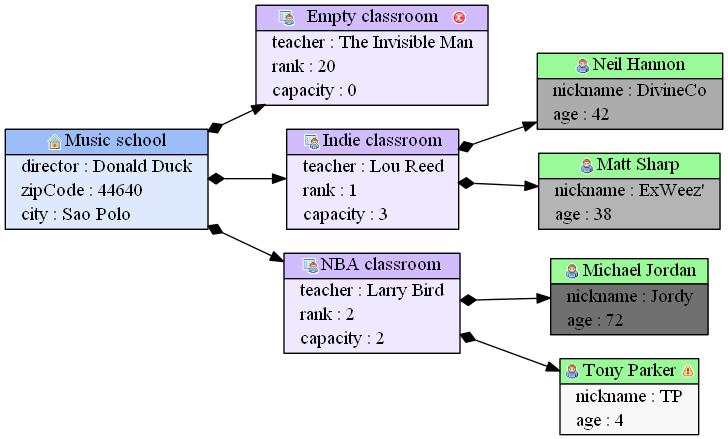 Empty classroom
teacher : The Invisible Man
rank : 20
capacity : 0
Neil Hannon
nickname : DivineCo
age : 42
Music school
director : Donald Duck
zipCode : 44640
city : Sao Polo
Indie classroom
teacher : Lou Reed
rank : 1
capacity : 3
Matt Sharp
nickname : ExWeez'
age : 38
NBA classroom
teacher : Larry Bird
rank : 2
capacity : 2
Michael Jordan
nickname : Jordy
age : 72
Tony Parker
nickname : TP
age : 4